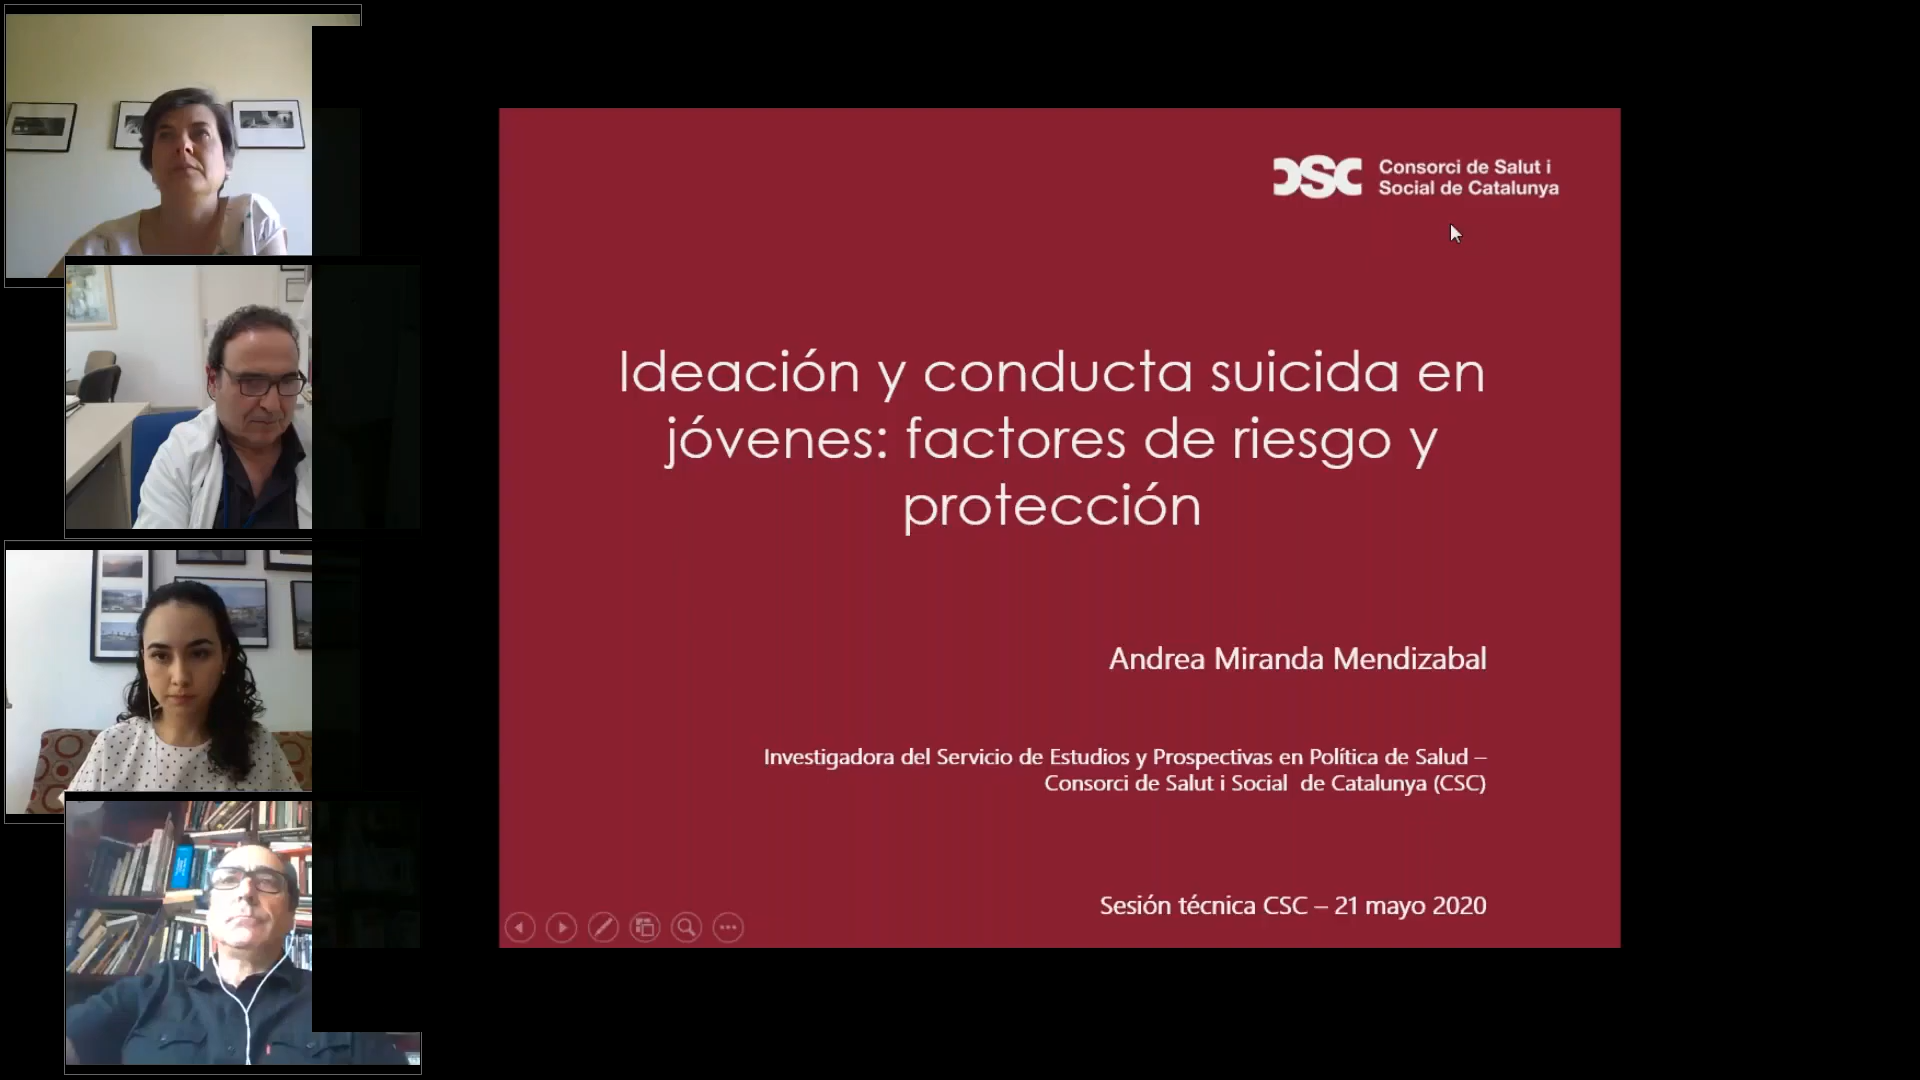 CSC
Consorci de Salut i
Social de Catalunya
Ideación y conducta suicida en
jóvenes: factores de riesgo y
protección
Andrea Miranda Mendizabal
Investigadora del Servicio de Estudios y Prospectivas en Política de Salud –
Consorci de Salut i Social de Catalunya (CSC)
Sesión técnica CSC – 21 mayo 2020